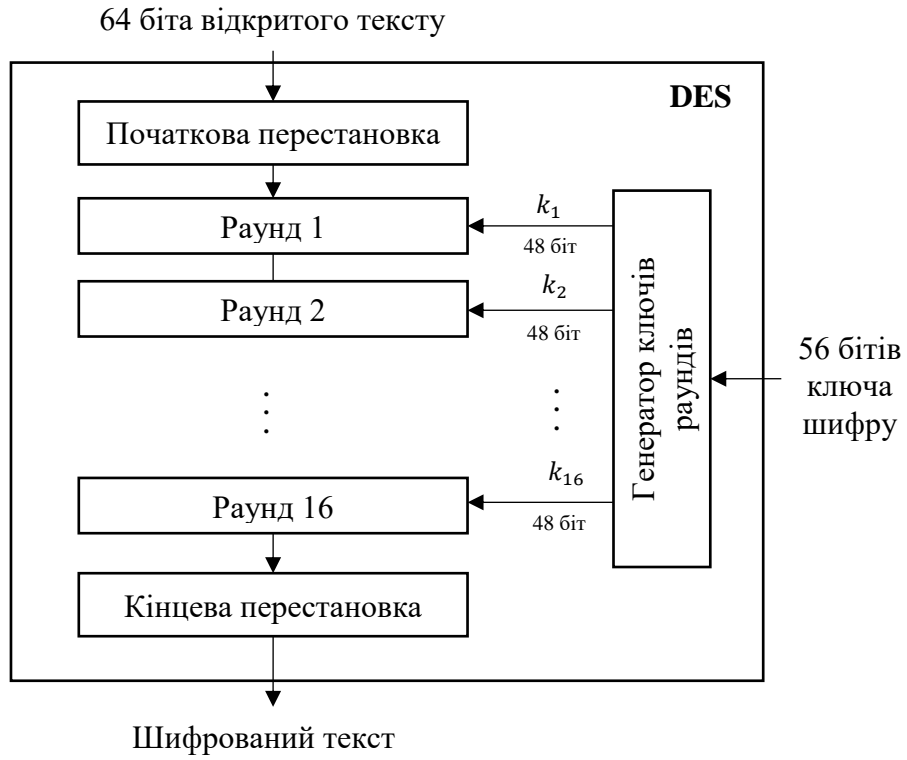 64 біта відкритого тексту
DES
Початкова перестановка
Раунд 1
k₁
48 біт
Раунд 2
k₂
48 біт
Генератор ключів
раундів
56 бітів
ключа
шифру
Раунд 16
k₁₆
48 біт
Кінцева перестановка
Шифрований текст